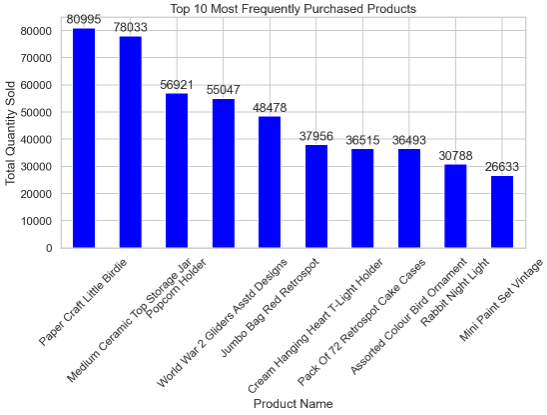 Top 10 Most Frequently Purchased Products
80995
78033
56921
55047
48478
37956
36515
36493
30788
26633
80000
70000
60000
50000
40000
30000
20000
10000
0
Total Quantity Sold
Paper Craft Little Birdie
Medium Ceramic Top Storage Jar
Popcorn Holder
World War 2 Gliders Asstd Designs
Jumbo Bag Red Retrospot
Cream Hanging Heart T-Light Holder
Pack Of 72 Retrospot Cake Cases
Assorted Colour Bird Ornament
Rabbit Night Light
Mini Paint Set Vintage
Product Name